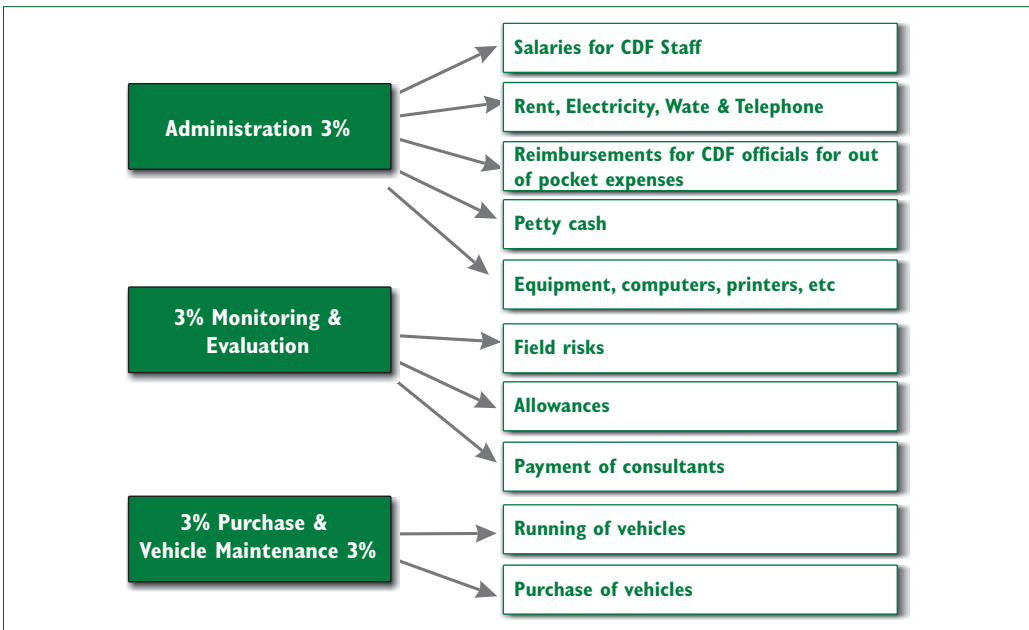 Administration 3%
Salaries for CDF Staff
Rent, Electricity, Wate & Telephone
Reimbursements for CDF officials for out
of pocket expenses
Petty cash
Equipment, computers, printers, etc
3% Monitoring &
Evaluation
Field risks
Allowances
Payment of consultants
3% Purchase &
Vehicle Maintenance 3%
Running of vehicles
Purchase of vehicles